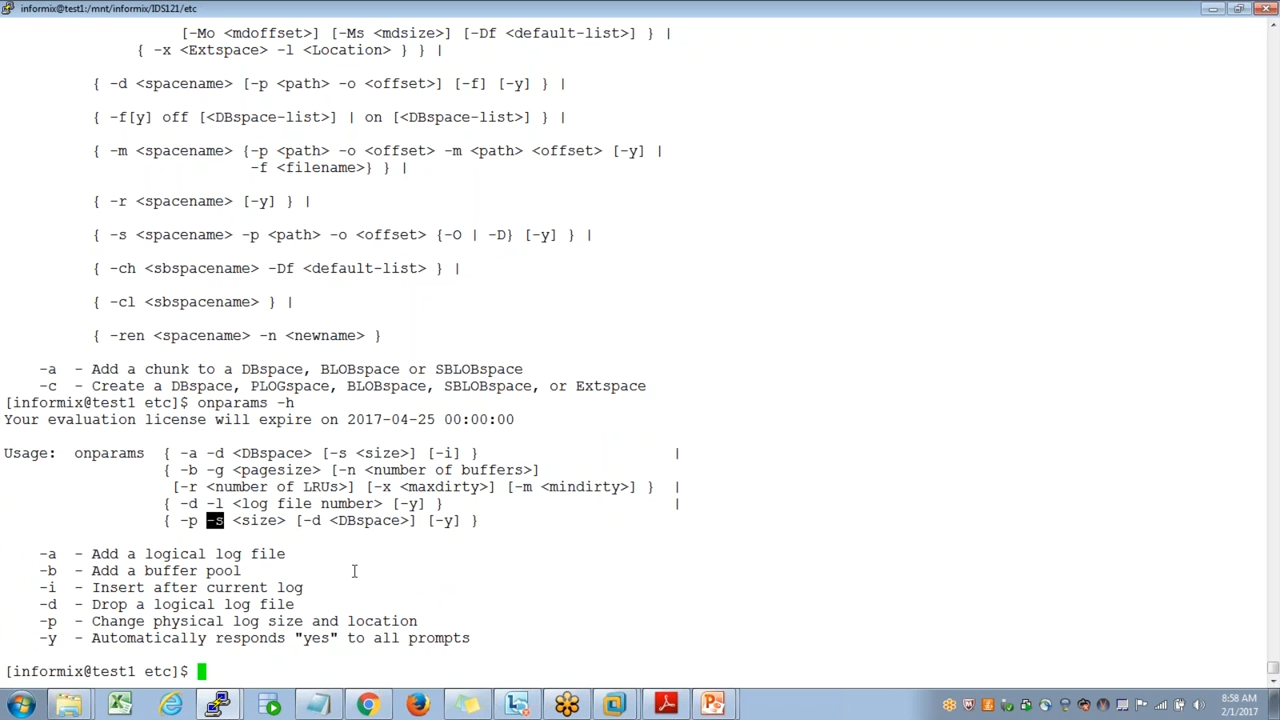 informix@test1:/mnt/informix/IDS121/etc
[-Mo <mdoffset>] [-Ms <mdsize>] [-Df <default-list>] } |
{ -x <Extspace> -l <Location> } } |
{ -d <spacename> [-p <path> -o <offset>] [-f] [-y] } |
{ -f[y] off [<DBspace-list>] | on [<DBspace-list>] } |
{ -m <spacename> {-p <path> -o <offset> -m <path> <offset> [-y] |
-f <filename>} } |
{ -r <spacename> [-y] } |
{ -s <spacename> -p <path> -o <offset> {-O | -D} [-y] } |
{ -ch <sbspacename> -Df <default-list> } |
{ -cl <sbspacename> } |
{ -ren <spacename> -n <newname> }
-a - Add a chunk to a DBspace, BLOBspace or SBLOBspace
-c - Create a DBspace, PLOGspace, BLOBspace, SBLOBspace, or Extspace
[informix@test1 etc]$ onparams -h
Your evaluation license will expire on 2017-04-25 00:00:00
Usage: onparams { -a -d <DBspace> [-s <size>] [-i] } |
{ -b -g <pagesize> [-n <number of buffers>]
[-r <number of LRUs>] [-x <maxdirty>] [-m <mindirty>] } |
{ -d -l <log file number> [-y] } |
{ -p -s <size> [-d <DBspace>] [-y] }
-a - Add a logical log file
-b - Add a buffer pool
-i - Insert after current log
-d - Drop a logical log file
-p - Change physical log size and location
-y - Automatically responds "yes" to all prompts
[informix@test1 etc]$
8:58 AM
2/1/2017